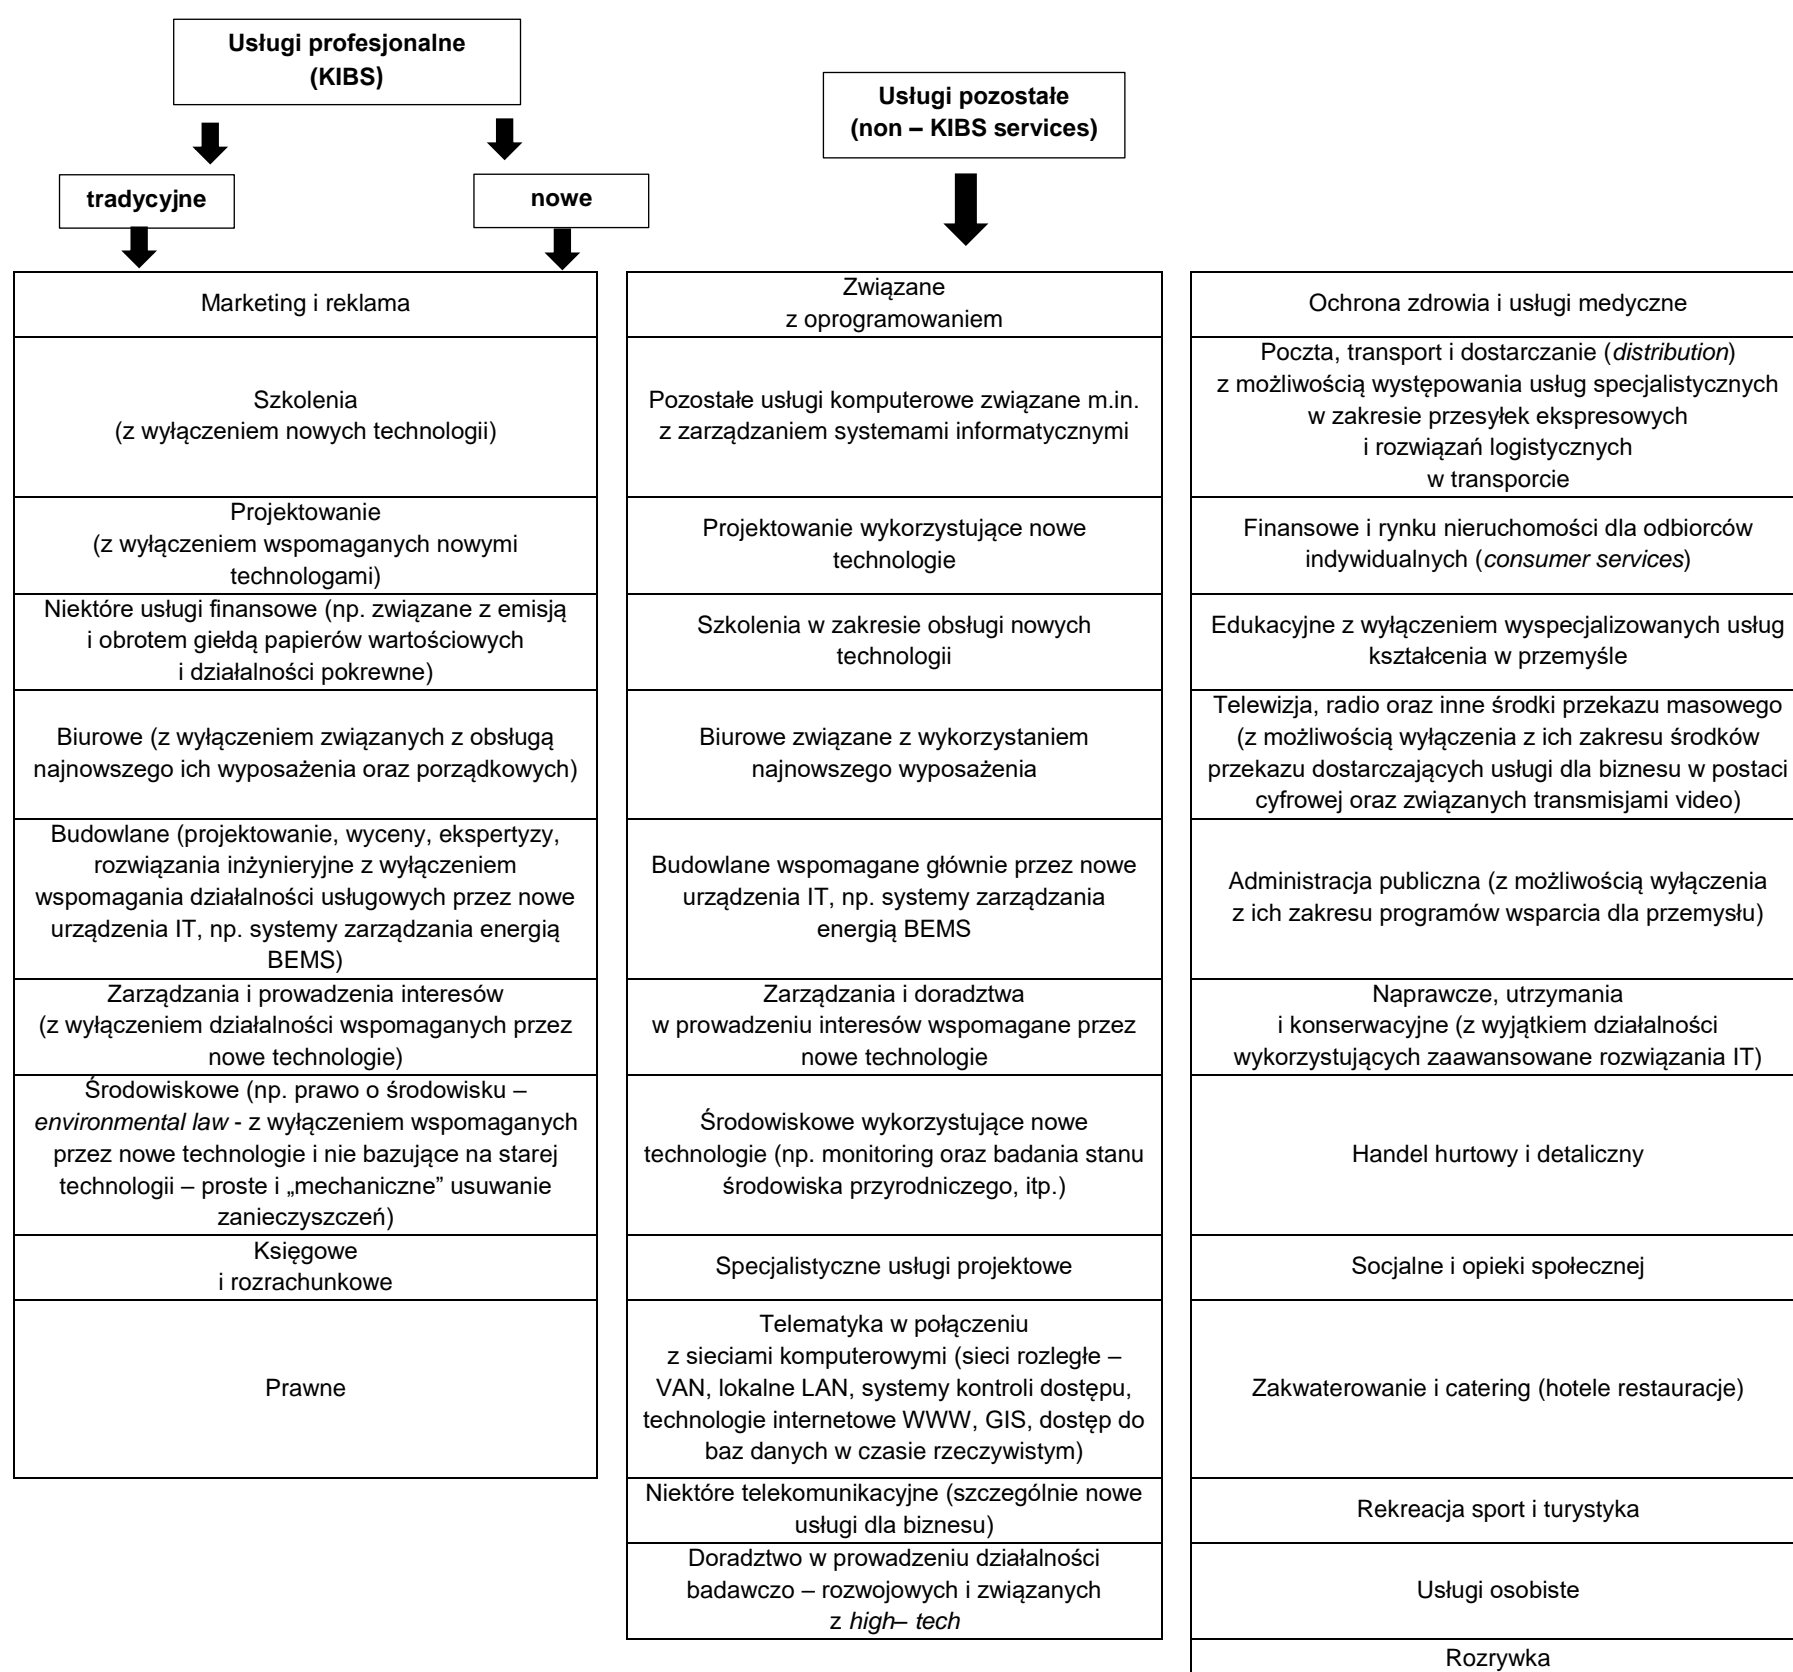 Usługi profesjonalne
(KIBS)
Usługi pozostałe
(non – KIBS services)
tradycyjne
nowe
Marketing i reklama
Szkolenia
(z wyłączeniem nowych technologii)
Projektowanie
(z wyłączeniem wspomaganych nowymi
technologami)
Niektóre usługi finansowe (np. związane z emisją
i obrotem giełdą papierów wartościowych
i działalności pokrewne)
Biurowe (z wyłączeniem związanych z obsługą
najnowszego ich wyposażenia oraz porządkowych)
Budowlane (projektowanie, wyceny, ekspertyzy,
rozwiązania inżynieryjne z wyłączeniem
wspomagania działalności usługowych przez nowe
urządzenia IT, np. systemy zarządzania energią
BEMS)
Zarządzania i prowadzenia interesów
(z wyłączeniem działalności wspomaganych przez
nowe technologie)
Środowiskowe (np. prawo o środowisku –
environmental law - z wyłączeniem wspomaganych
przez nowe technologie i nie bazujące na starej
technologii – proste i „mechaniczne” usuwanie
zanieczyszczeń)
Księgowe
i rozrachunkowe
Prawne
Związane
z oprogramowaniem
Pozostałe usługi komputerowe związane m.in.
z zarządzaniem systemami informatycznymi
Projektowanie wykorzystujące nowe
technologie
Szkolenia w zakresie obsługi nowych
technologii
Biurowe związane z wykorzystaniem
najnowszego wyposażenia
Budowlane wspomagane głównie przez nowe
urządzenia IT, np. systemy zarządzania
energią BEMS
Zarządzania i doradztwa
w prowadzeniu interesów wspomagane przez
nowe technologie
Środowiskowe wykorzystujące nowe
technologie (np. monitoring oraz badania stanu
środowiska przyrodniczego, itp.)
Specjalistyczne usługi projektowe
Telematyka w połączeniu
z sieciami komputerowymi (sieci rozległe –
VAN, lokalne LAN, systemy kontroli dostępu,
technologie internetowe WWW, GIS, dostęp do
baz danych w czasie rzeczywistym)
Niektóre telekomunikacyjne (szczególnie nowe
usługi dla biznesu)
Doradztwo w prowadzeniu działalności
badawczo – rozwojowych i związanych
z high– tech
Ochrona zdrowia i usługi medyczne
Poczta, transport i dostarczanie (distribution)
z możliwością występowania usług specjalistycznych
w zakresie przesyłek ekspresowych
i rozwiązań logistycznych
w transporcie
Finansowe i rynku nieruchomości dla odbiorców
indywidualnych (consumer services)
Edukacyjne z wyłączeniem wyspecjalizowanych usług
kształcenia w przemyśle
Telewizja, radio oraz inne środki przekazu masowego
(z możliwością wyłączenia z ich zakresu środków
przekazu dostarczających usługi dla biznesu w postaci
cyfrowej oraz związanych transmisjami video)
Administracja publiczna (z możliwością wyłączenia
z ich zakresu programów wsparcia dla przemysłu)
Naprawcze, utrzymania
i konserwacyjne (z wyjątkiem działalności
wykorzystujących zaawansowane rozwiązania IT)
Handel hurtowy i detaliczny
Socjalne i opieki społecznej
Zakwaterowanie i catering (hotele restauracje)
Rekreacja sport i turystyka
Usługi osobiste
Rozrywka